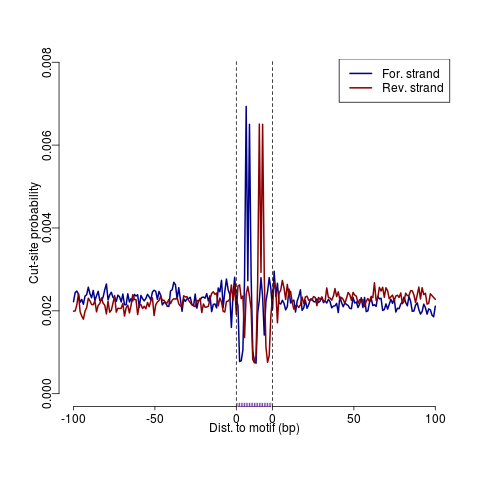 For. strand
Rev. strand
Cut-site probability
0.008
0.006
0.004
0.002
0.000
-100 -50 0 0 50 100
Dist. to motif (bp)